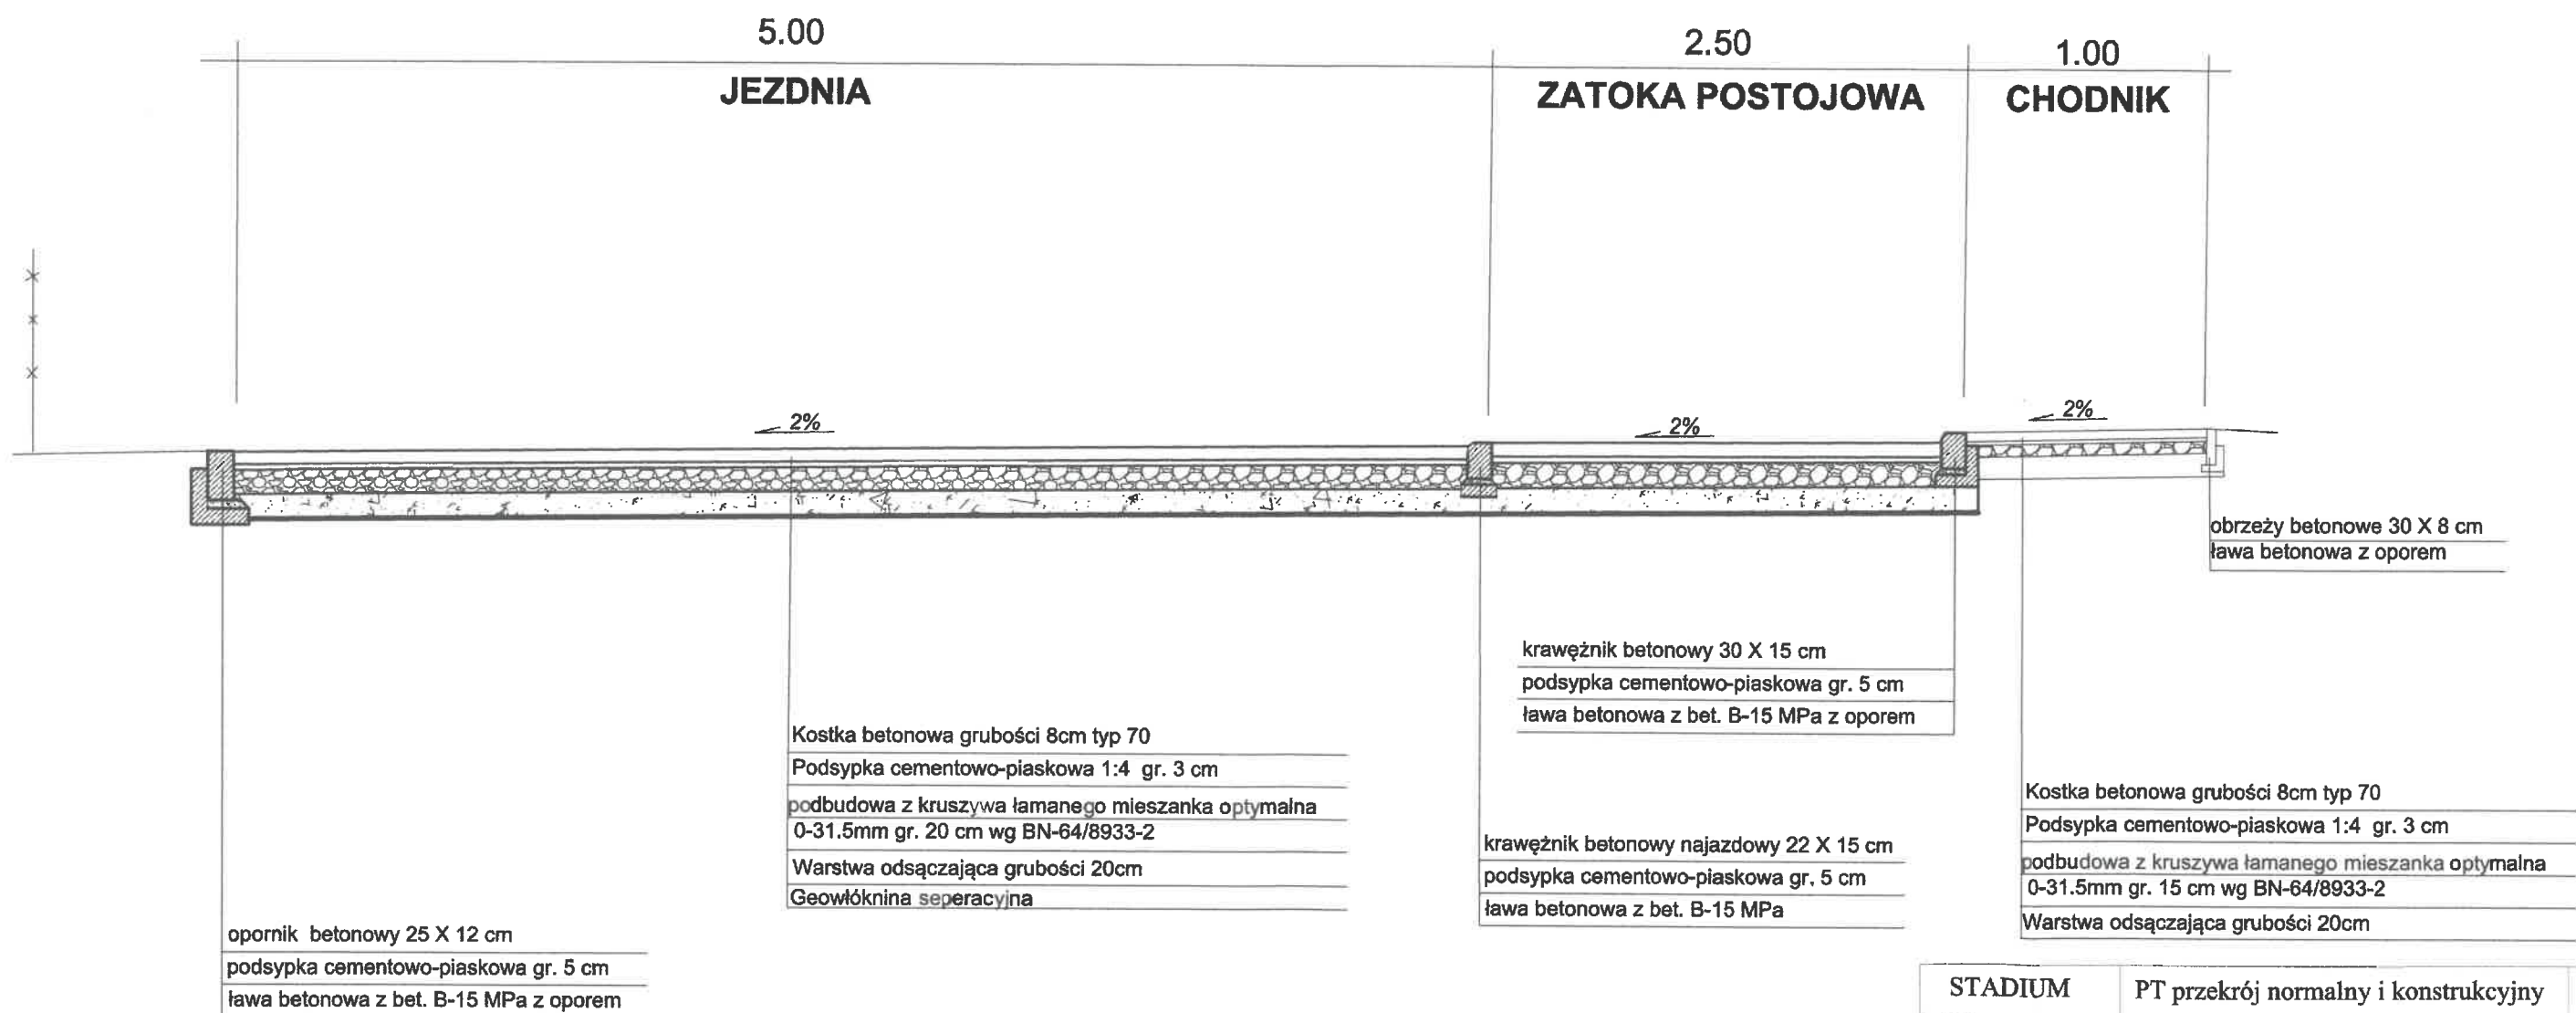 5.00
2.50
1.00
JEZDNIA
ZATOKA POSTOJOWA
CHODNIK
2%
2%
2%
obrzeży betonowe 30 X 8 cm
ława betonowa z oporem
krawężnik betonowy 30 X 15 cm
podsypka cementowo-piaskowa gr. 5 cm
ława betonowa z bet. B-15 MPa z oporem
Kostka betonowa grubości 8cm typ 70
Podsypka cementowo-piaskowa 1:4 gr. 3 cm
podbudowa z kruszywa łamanego mieszanka optymalna
0-31.5mm gr. 20 cm wg BN-64/8933-2
Warstwa odsączająca grubości 20cm
Geowłóknina seperacyjna
krawężnik betonowy najazdowy 22 X 15 cm
podsypka cementowo-piaskowa gr. 5 cm
ława betonowa z bet. B-15 MPa
Kostka betonowa grubości 8cm typ 70
Podsypka cementowo-piaskowa 1:4 gr. 3 cm
podbudowa z kruszywa łamanego mieszanka optymalna
0-31.5mm gr. 15 cm wg BN-64/8933-2
Warstwa odsączająca grubości 20cm
opornik betonowy 25 X 12 cm
podsypka cementowo-piaskowa gr. 5 cm
ława betonowa z bet. B-15 MPa z oporem
STADIUM
PT przekrój normalny i konstrukcyjny